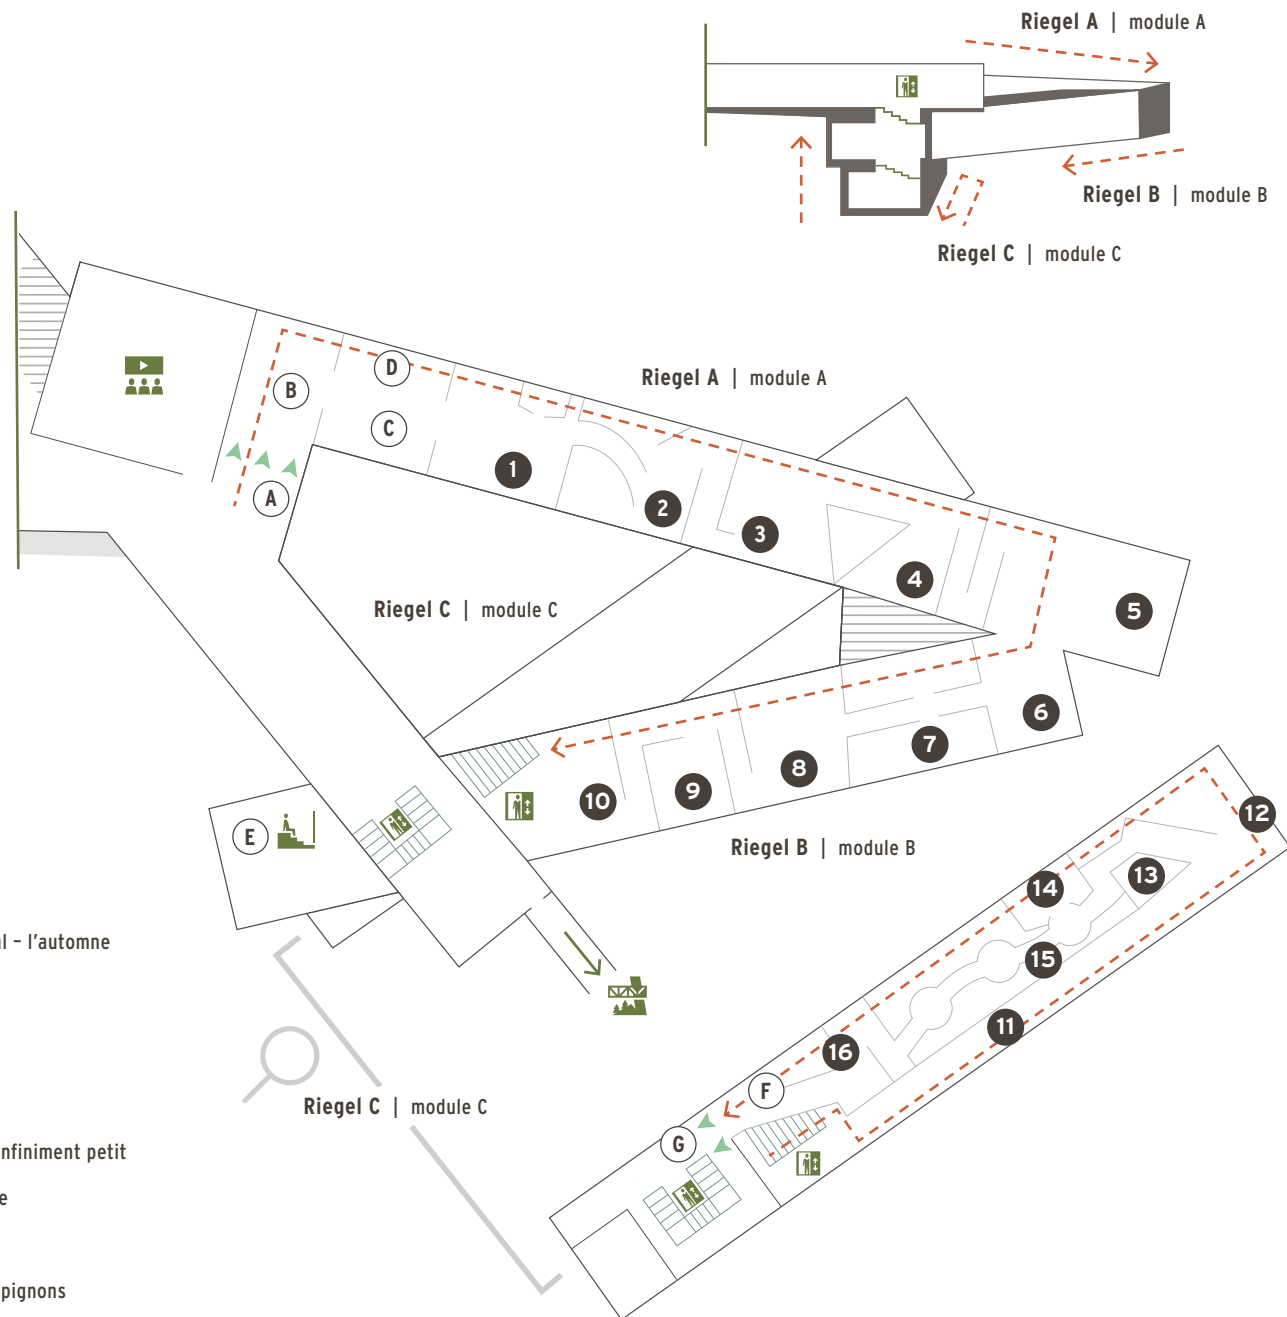 Riegel A | module A
Riegel B | module B
Riegel C | module C
Riegel A | module A
D
B
C
A
1
2
3
4
5
Riegel C | module C
6
7
8
9
10
E
Riegel B | module B
12
13
14
15
11
16
F
G
Riegel C | module C
l – l'automne
nfiniment petit
e
pignons